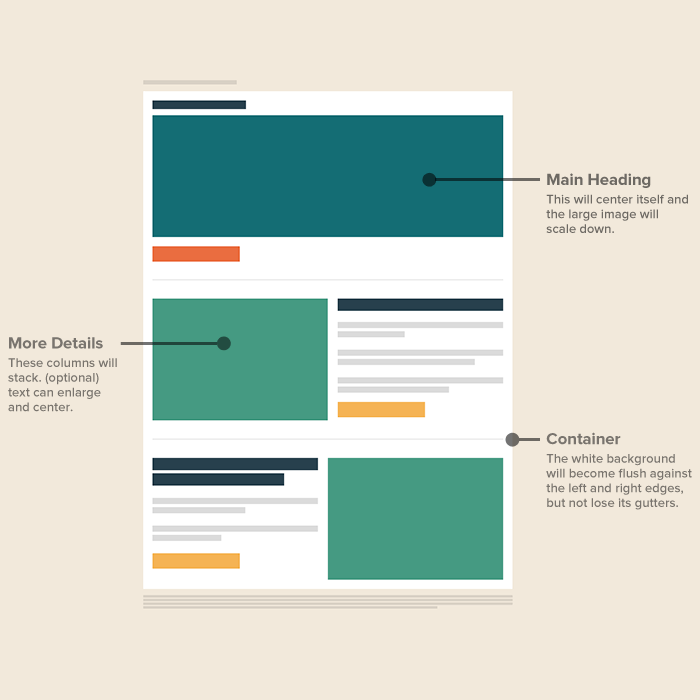 Main Heading
This will center itself and
the large image will
scale down.
More Details
These columns will
stack. (optional)
text can enlarge
and center.
Container
The white background
will become flush against
the left and right edges,
but not lose its gutters.